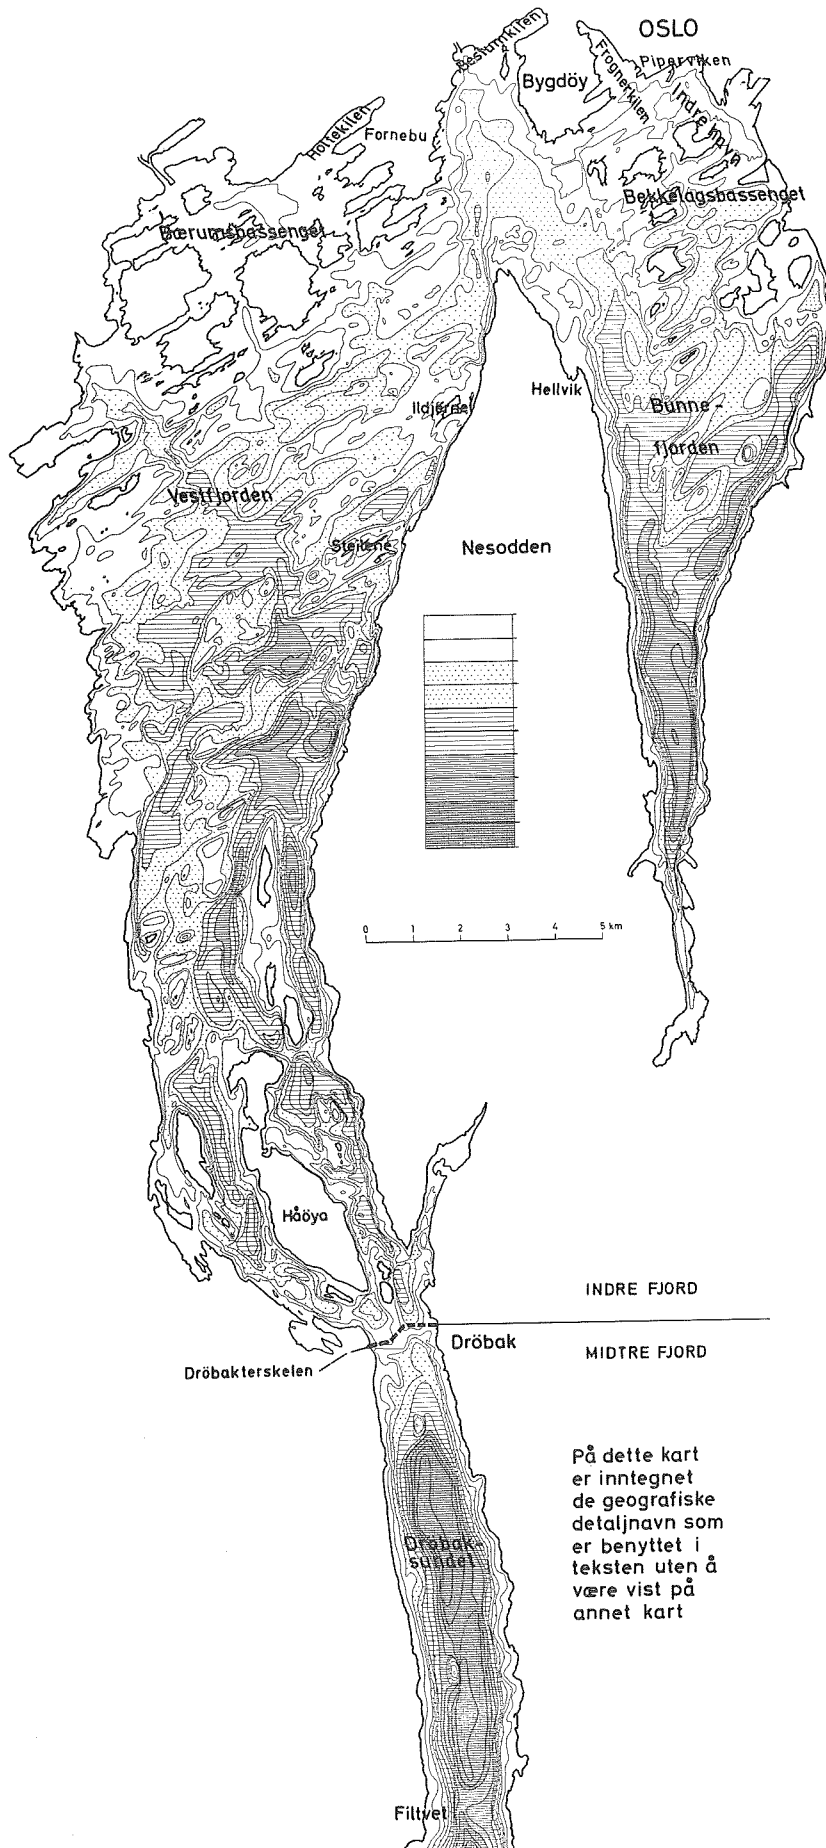 OSLO
Bestumkilen
Bygdöy
Frognerkilen
Piperviken
Indre havn
Holtekilen
Fornebu
Bekkelagsbassenget
Bærumsbassenget
Hellvik
Ildjernet
Bunne-
fjorden
Vestfjorden
Steilene
Nesodden
0 1 2 3 4 5 km
Håöya
INDRE FJORD
Dröbak
MIDTRE FJORD
Dröbakterskelen
På dette kart
er inntegnet
de geografiske
detaljnavn som
er benyttet i
teksten uten å
være vist på
annet kart
Dröbak-
sundet
Filtvet